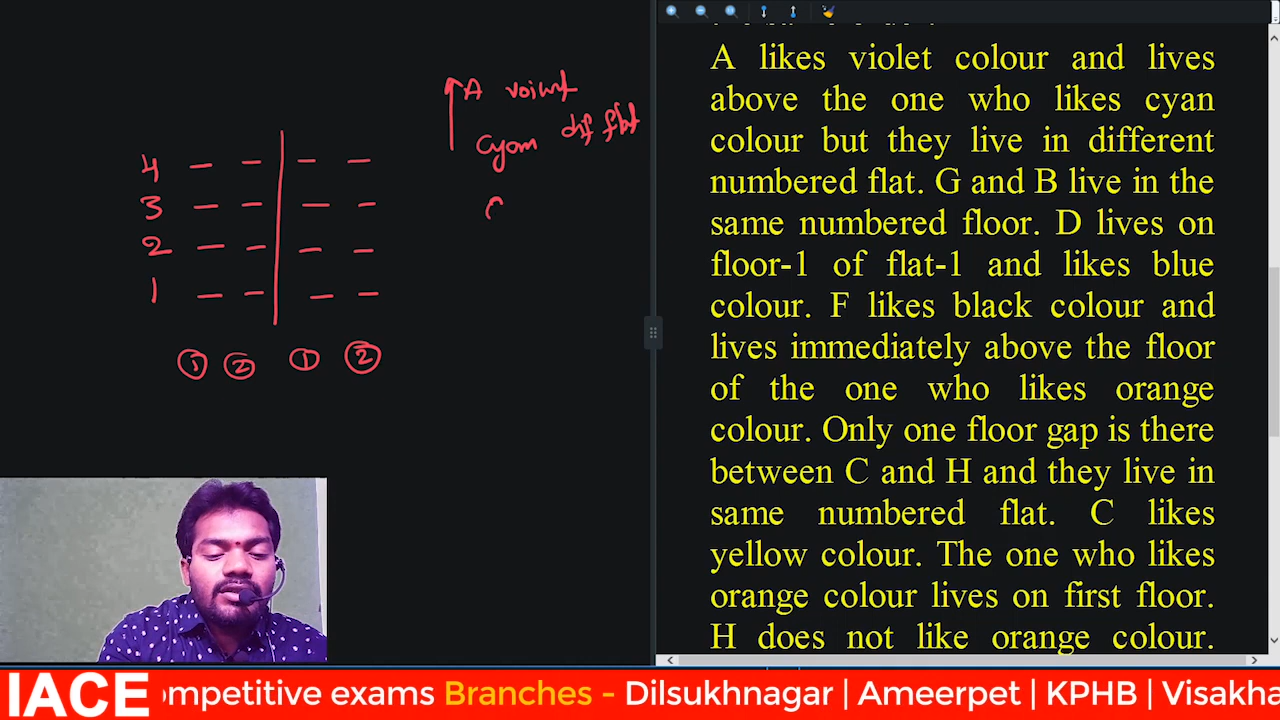 A voilet
Cyan dif flat
4
3
2
1
① ② ① ②
A likes violet colour and lives
above the one who likes cyan
colour but they live in different
numbered flat. G and B live in the
same numbered floor. D lives on
floor-1 of flat-1 and likes blue
colour. F likes black colour and
lives immediately above the floor
of the one who likes orange
colour. Only one floor gap is there
between C and H and they live in
same numbered flat. C likes
yellow colour. The one who likes
orange colour lives on first floor.
H does not like orange colour.
IACE ompetitive exams Branches - Dilsukhnagar | Ameerpet | KPHB | Visakha